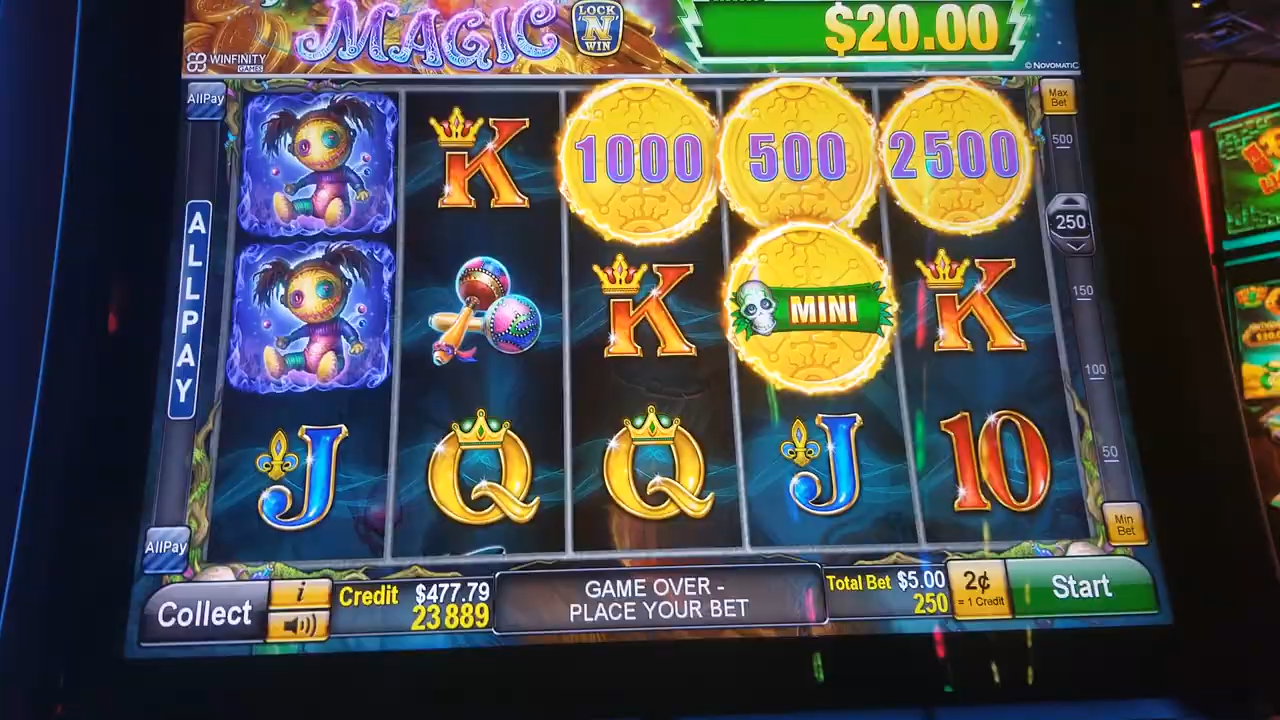 MAGIC
LOCK
'N'
WIN
$20.00
WINFINITY
GAMES
© NOVOMATIC
AllPay
Max
Bet
K
1000
500
2500
500
250
ALLPAY
MINI
K
K
150
100
J
Q
Q
J
10
50
AllPay
Min
Bet
Collect
i
Credit $477.79
23889
GAME OVER -
PLACE YOUR BET
Total Bet $5.00
250
2¢
= 1 Credit
Start